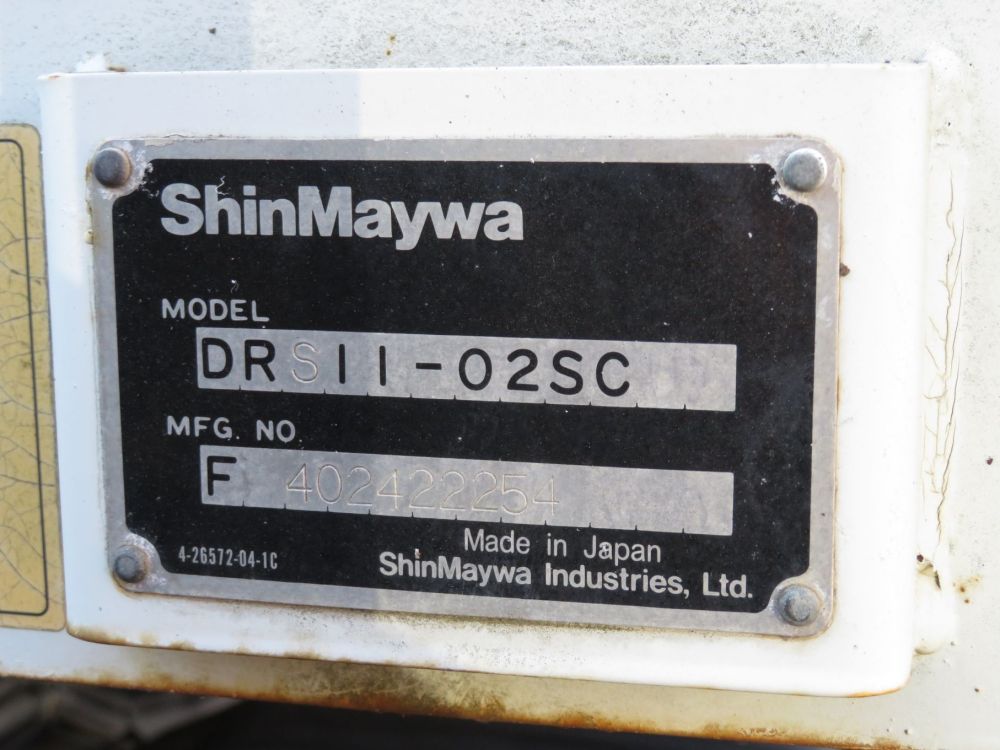 ShinMaywa
MODEL
DRS11-02SC
MFG. NO.
F 402422254
Made in Japan
4-26572-04-1C
ShinMaywa Industries, Ltd.